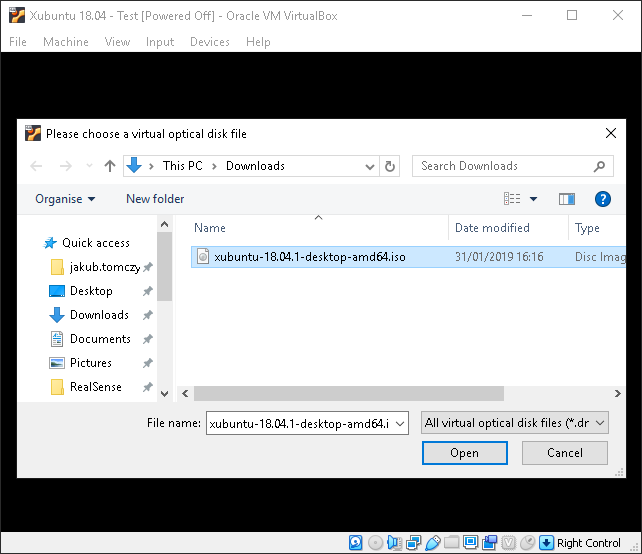 Xubuntu 18.04 - Test [Powered Off] - Oracle VM VirtualBox
File Machine View Input Devices Help
Please choose a virtual optical disk file
This PC > Downloads
Search Downloads
Organise New folder
Name Date modified Type
Quick access
xubuntu-18.04.1-desktop-amd64.iso 31/01/2019 16:16 Disc Imag
jakub.tomczy
Desktop
Downloads
Documents
Pictures
RealSense
File name: xubuntu-18.04.1-desktop-amd64.i All virtual optical disk files (*.dr
Open Cancel
Right Control